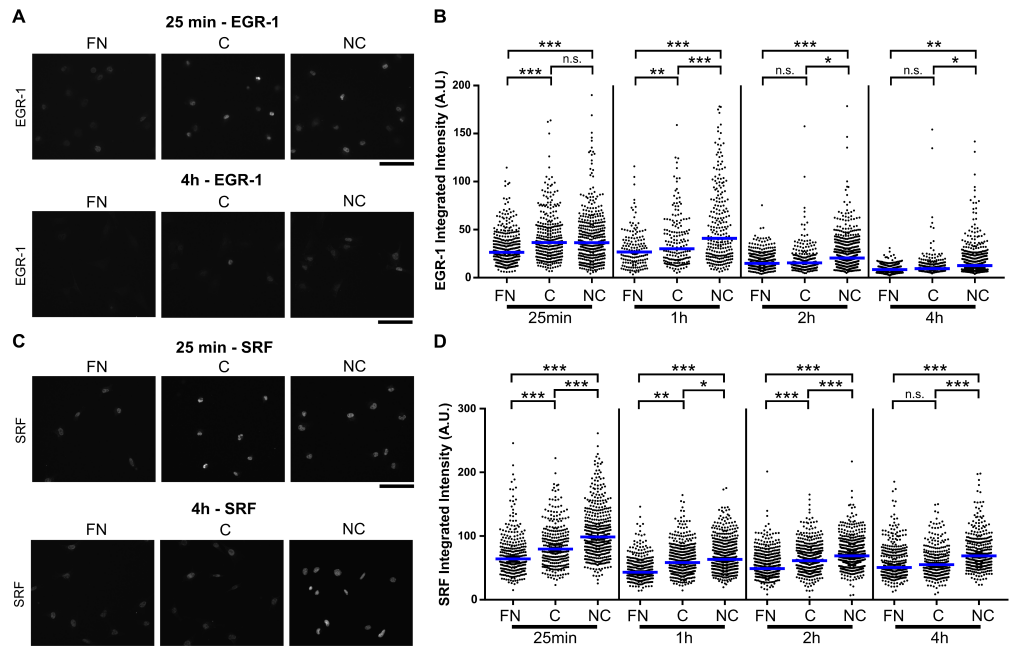 A
25 min - EGR-1
FN C NC
EGR-1
4h - EGR-1
FN C NC
EGR-1
B
*** *** *** **
n.s. *** * *
*** ** n.s. n.s.
EGR-1 Integrated Intensity (A.U.)
200
150
100
50
0
FN C NC FN C NC FN C NC FN C NC
25min 1h 2h 4h
C
25 min - SRF
FN C NC
SRF
4h - SRF
FN C NC
SRF
D
*** *** *** ***
*** * *** ***
*** ** *** n.s.
SRF Integrated Intensity (A.U.)
300
200
100
0
FN C NC FN C NC FN C NC FN C NC
25min 1h 2h 4h